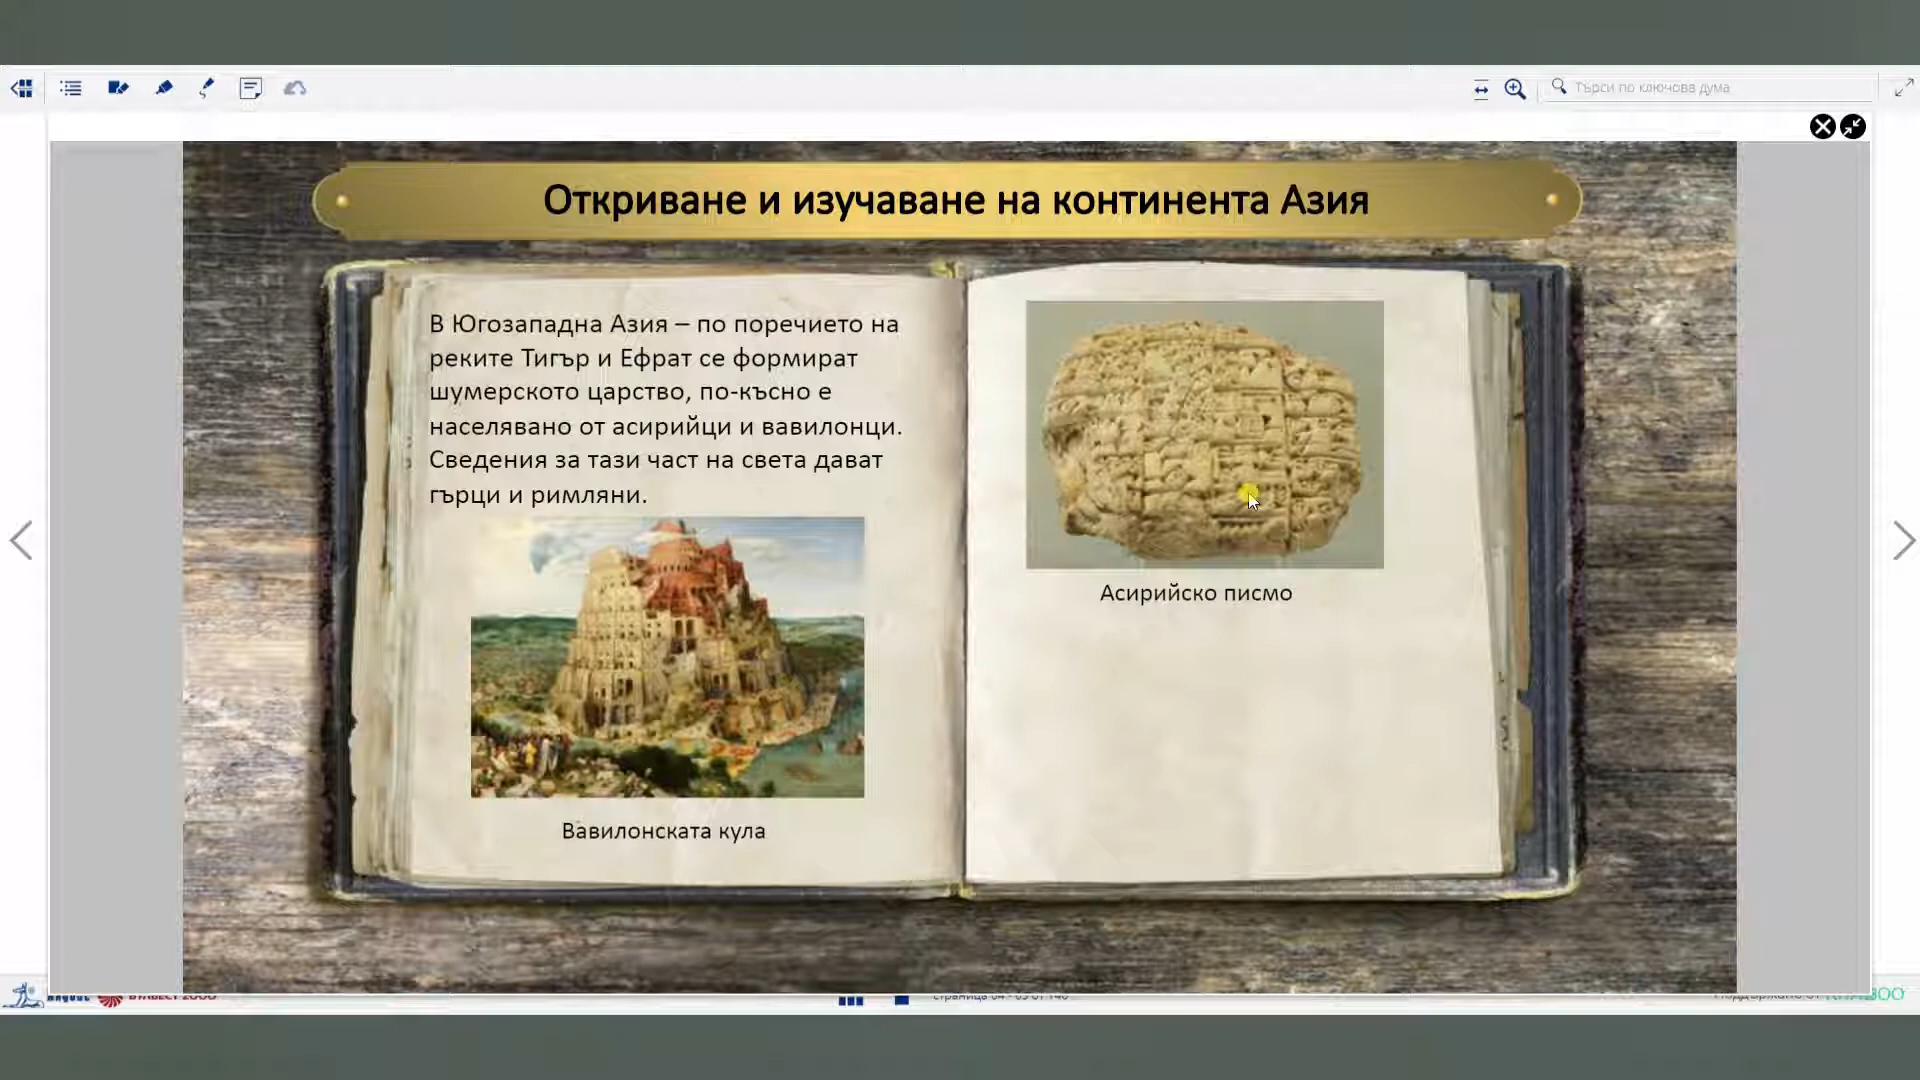 Търси по ключова дума
Откриване и изучаване на континента Азия
В Югозападна Азия – по поречието на
реките Тигър и Ефрат се формират
шумерското царство, по-късно е
населявано от асирийци и вавилонци.
Сведения за тази част на света дават
гърци и римляни.
Вавилонската кула
Асирийско писмо